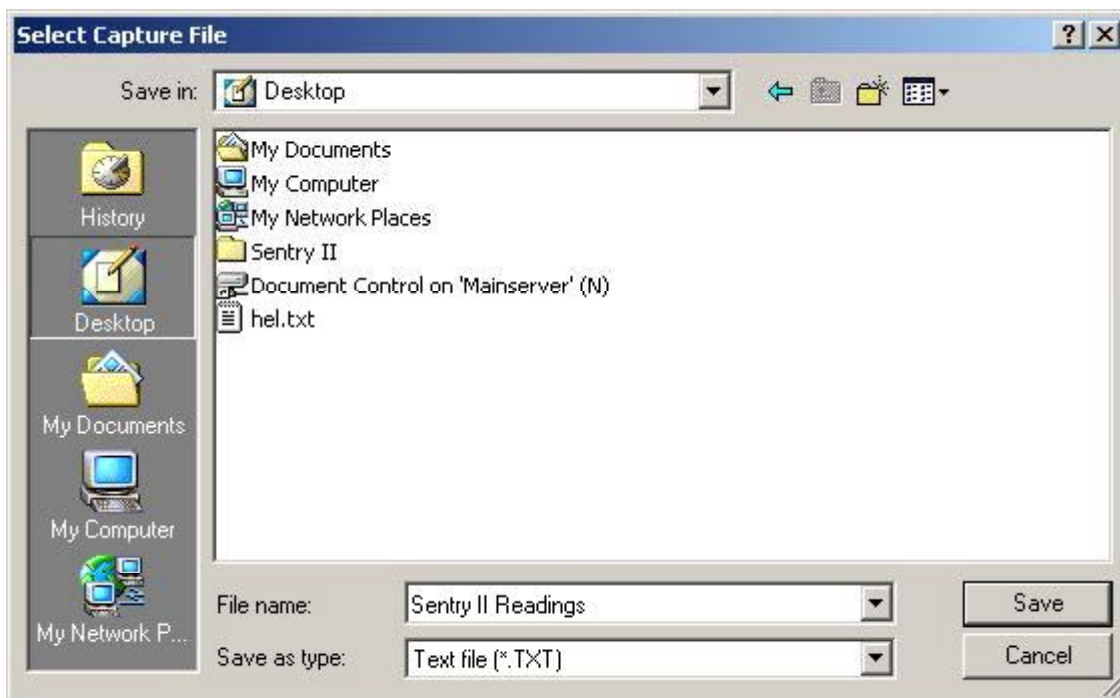 Select Capture File
Save in: Desktop
History
Desktop
My Documents
My Computer
My Network P...
My Documents
My Computer
My Network Places
Sentry II
Document Control on 'Mainserver' (N)
hel.txt
File name: Sentry II Readings Save
Save as type: Text file (*.TXT) Cancel